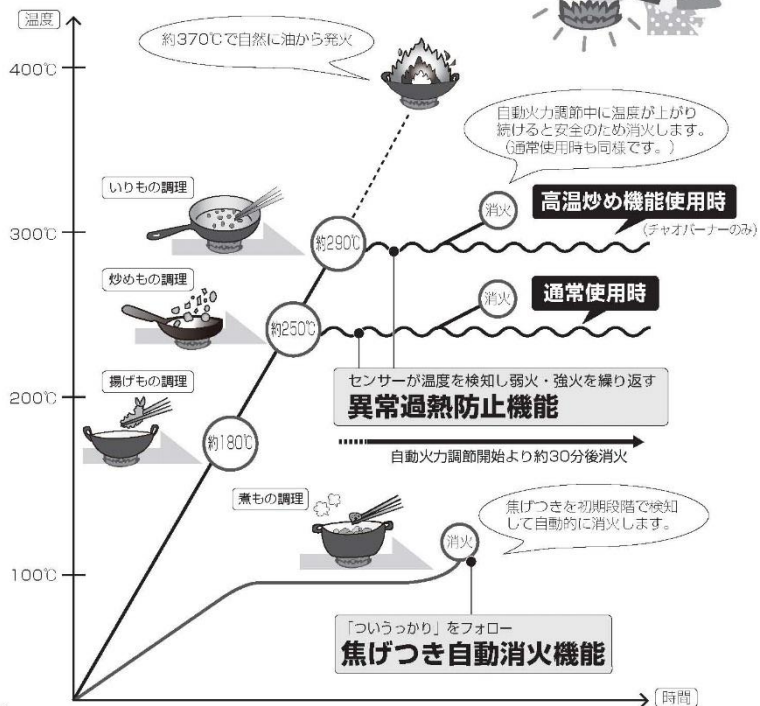 温度
約370℃で自然に油から発火
400℃
自動火力調節中に温度が上がり
続けると安全のため消火します。
(通常使用時も同様です。)
いりもの調理
消火
高温炒め機能使用時
(チャオバーナーのみ)
300℃
約290℃
炒めもの調理
消火
通常使用時
約250℃
揚げもの調理
センサーが温度を検知し弱火・強火を繰り返す
異常過熱防止機能
200℃
約180℃
自動火力調節開始より約30分後消火
煮もの調理
焦げつきを初期段階で検知
して自動的に消火します。
消火
100℃
「ついうっかり」をフォロー
焦げつき自動消火機能
時間